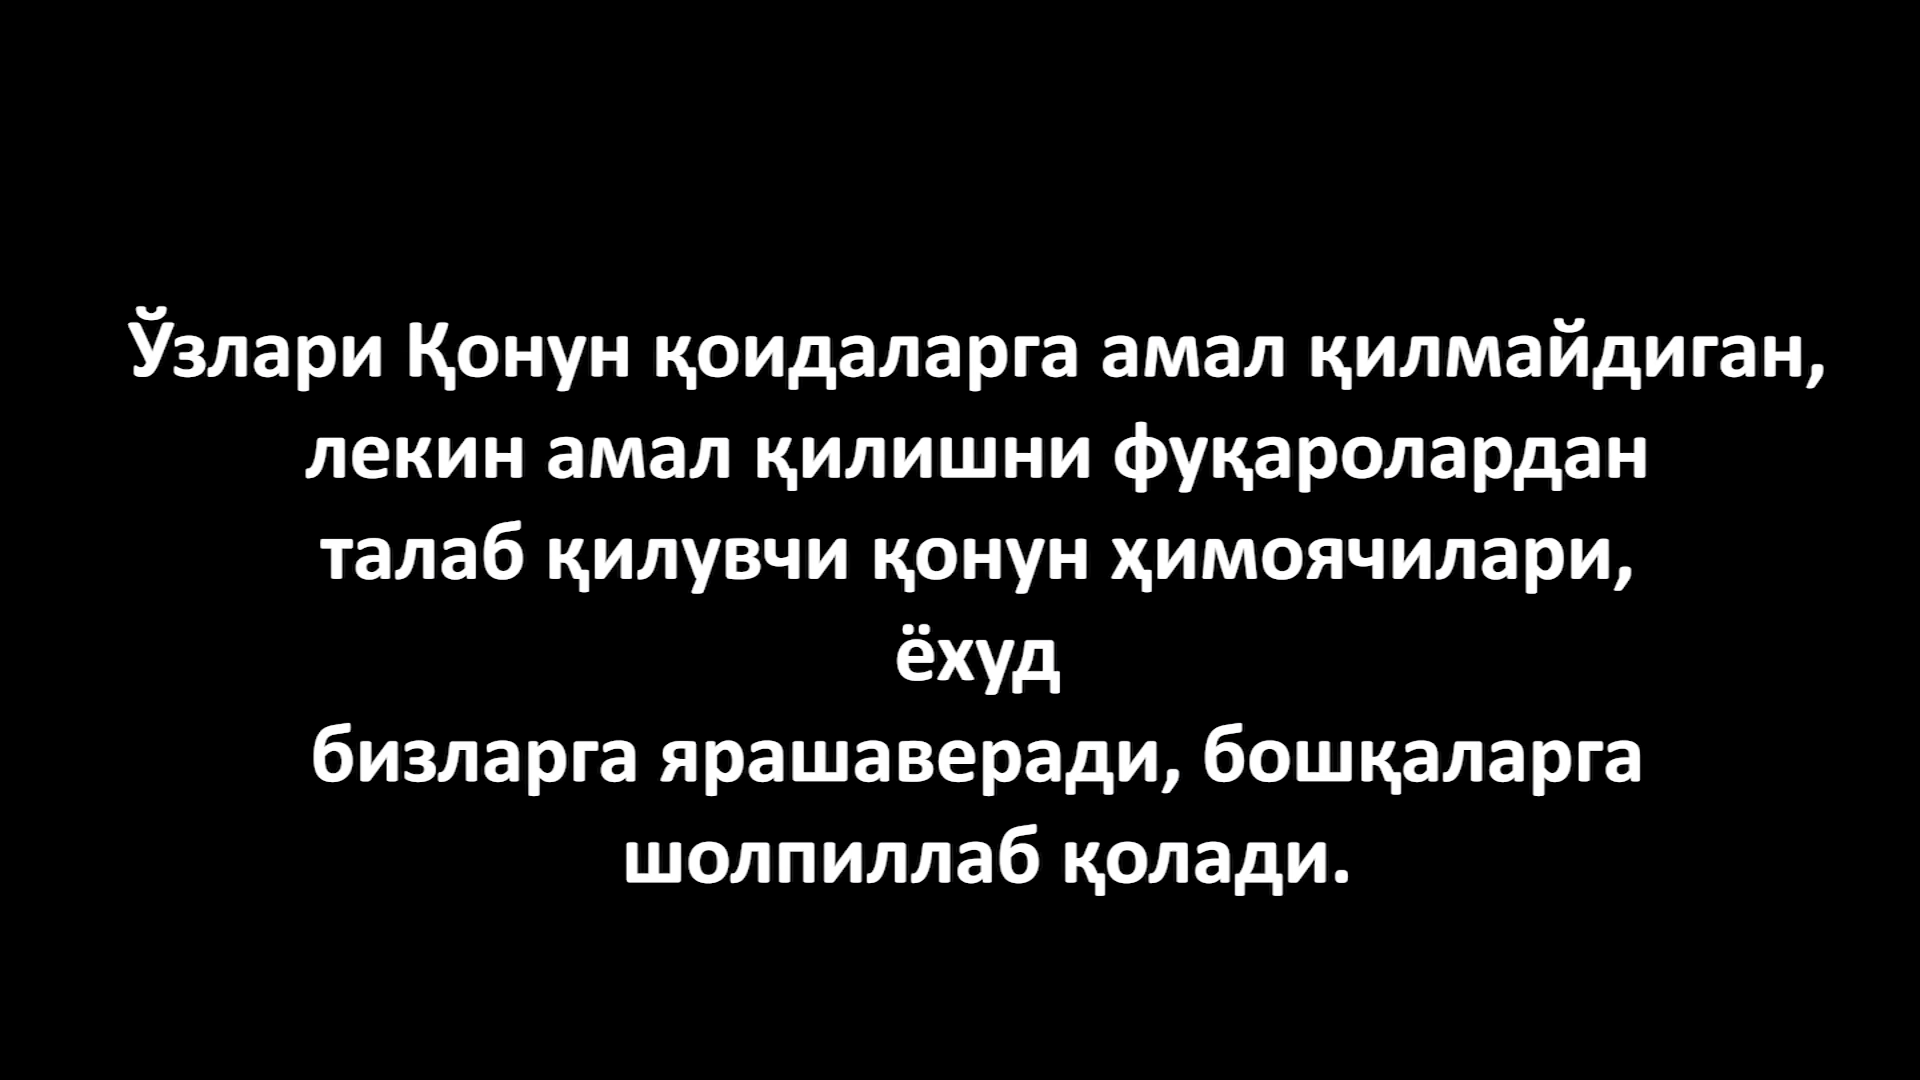 Ўзлари Қонун қоидаларга амал қилмайдиган,
лекин амал қилишни фуқаролардан
талаб қилувчи қонун ҳимоячилари,
ёхуд
бизларга ярашаверади, бошқаларга
шолпиллаб қолади.